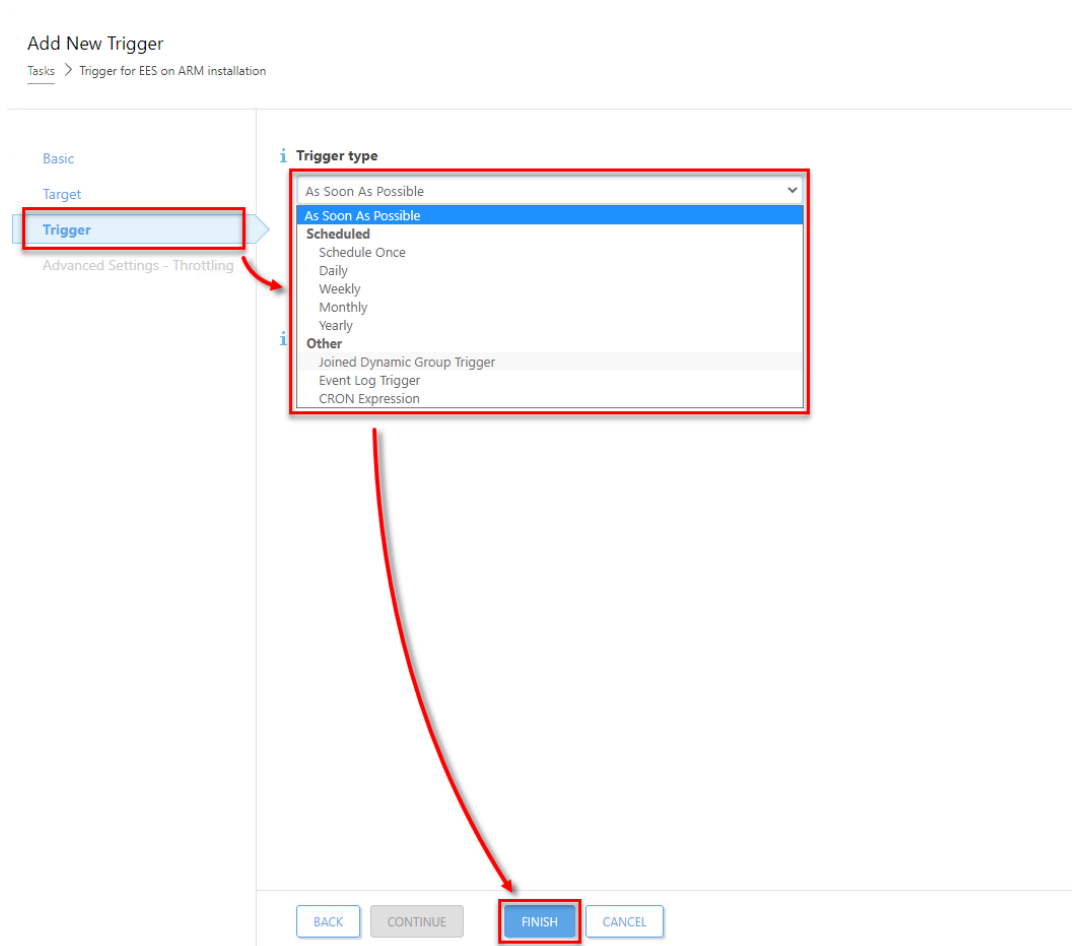 Add New Trigger
Tasks > Trigger for EES on ARM installation
Basic
Target
Trigger
Advanced Settings - Throttling
Trigger type
As Soon As Possible
As Soon As Possible
Scheduled
Schedule Once
Daily
Weekly
Monthly
Yearly
Other
Joined Dynamic Group Trigger
Event Log Trigger
CRON Expression
BACK CONTINUE FINISH CANCEL